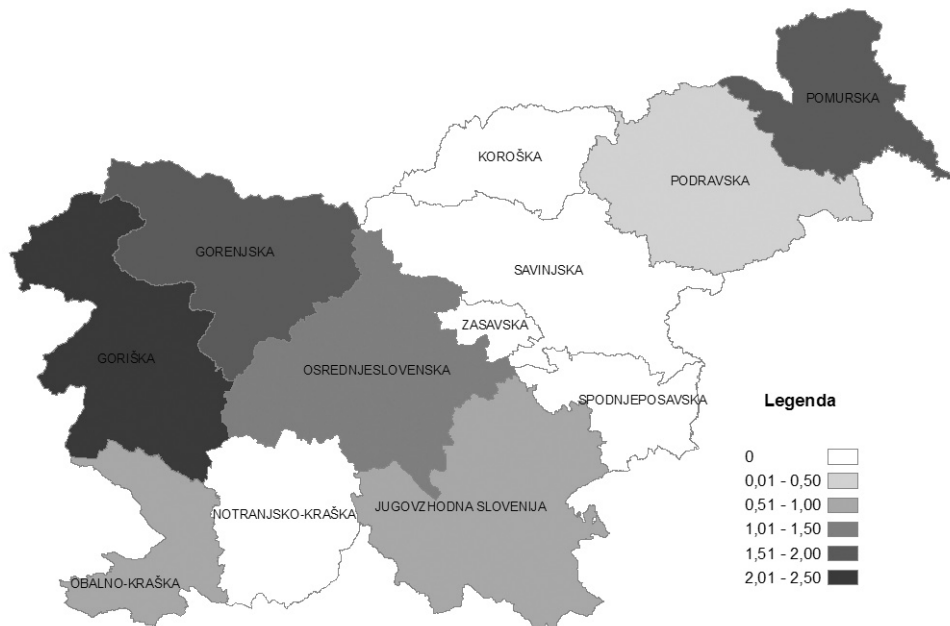 POMURSKA
KOROŠKA
PODRAVSKA
GORENJSKA
SAVINJSKA
ZASAVSKA
GORIŠKA
OSREDNJESLOVENSKA
SPODNJEPOSAVSKA
JUGOVZHODNA SLOVENIJA
NOTRANJSKO-KRAŠKA
OBALNO-KRAŠKA
Legenda
0
0,01 - 0,50
0,51 - 1,00
1,01 - 1,50
1,51 - 2,00
2,01 - 2,50